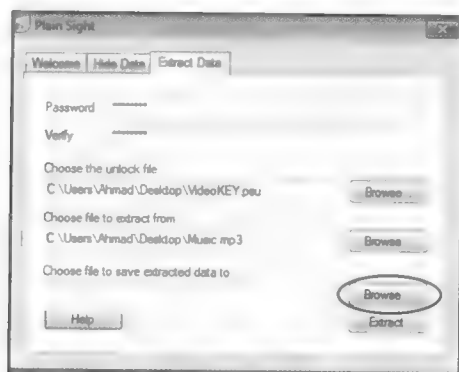 Plain Sight
Welcome Hide Data Extract Data
Password
Verify
Choose the unlock file
C:\Users\Ahmad\Desktop\VideoKEY.psu
Browse...
Choose file to extract from
C:\Users\Ahmad\Desktop\Music.mp3
Browse
Choose file to save extracted data to
Browse
Help Extract